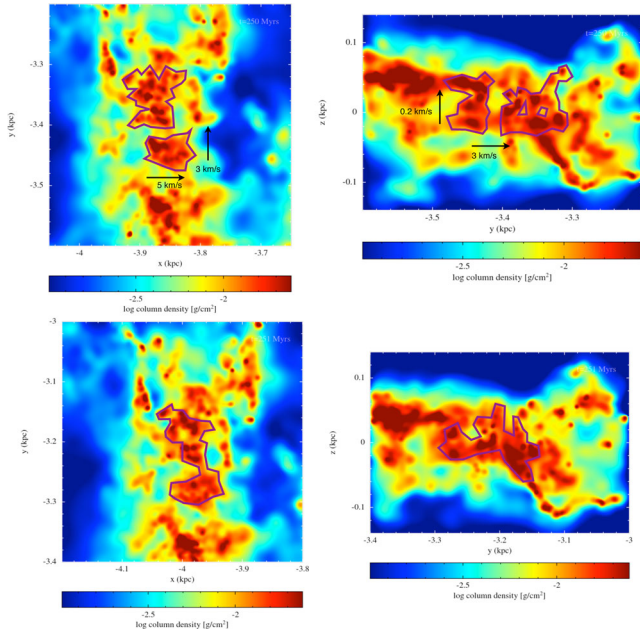 t=250 Myrs
-3.3
-3.4
-3.5
y (kpc)
3 km/s
5 km/s
-4
-3.9
-3.8
-3.7
x (kpc)
-2.5
-2
log column density [g/cm²]
0.1
0
-0.1
z (kpc)
0.2 km/s
3 km/s
-3.5
-3.4
-3.3
y (kpc)
-2.5
-2
log column density [g/cm²]
-3
-3.1
-3.2
-3.3
-3.4
y (kpc)
Myrs
-4.1
-4
-3.9
-3.8
x (kpc)
-2.5
-2
log column density [g/cm²]
0.1
0
-0.1
z (kpc)
Myrs
-3.4
-3.3
-3.2
-3.1
-3
y (kpc)
-2.5
-2
log column density [g/cm²]